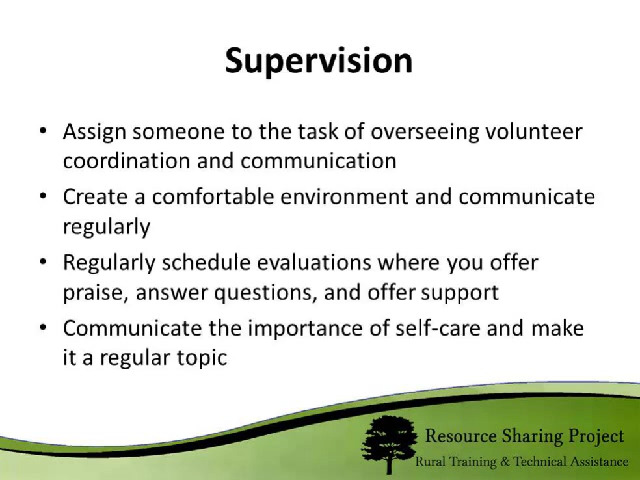 Supervision
• Assign someone to the task of overseeing volunteer
coordination and communication
• Create a comfortable environment and communicate
regularly
• Regularly schedule evaluations where you offer
praise, answer questions, and offer support
• Communicate the importance of self-care and make
it a regular topic
Resource Sharing Project
Rural Training & Technical Assistance